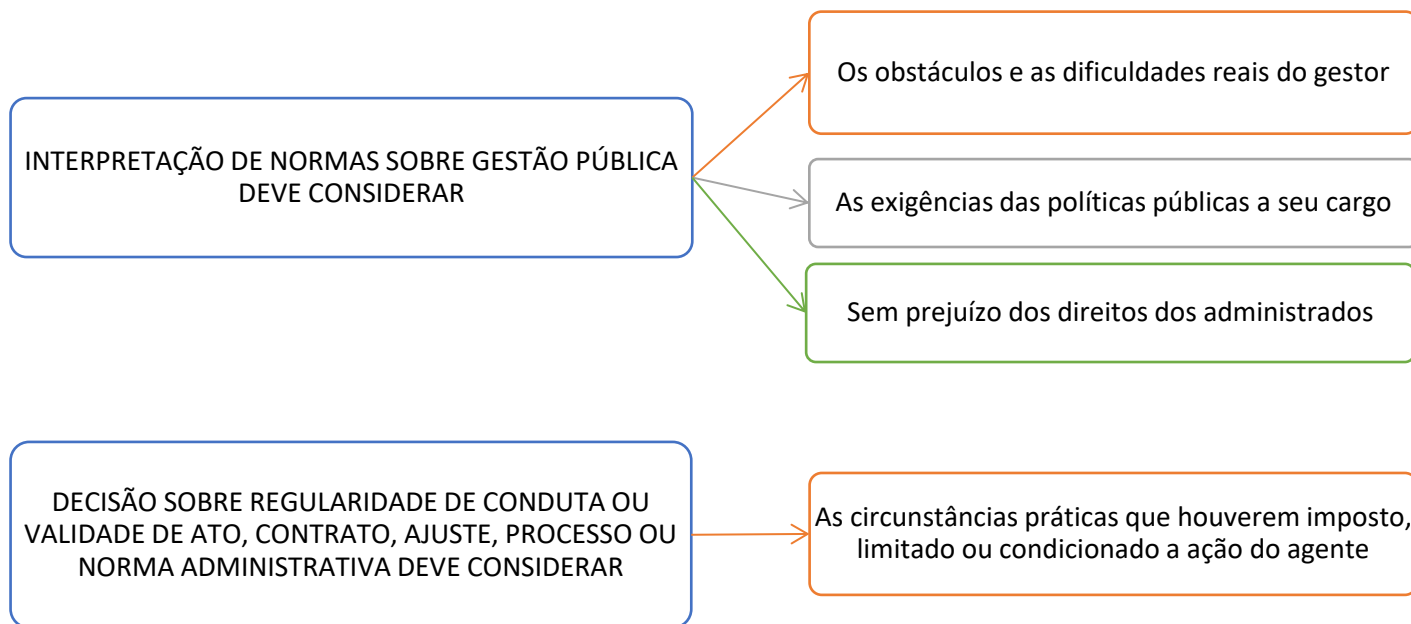 INTERPRETAÇÃO DE NORMAS SOBRE GESTÃO PÚBLICA
DEVE CONSIDERAR
Os obstáculos e as dificuldades reais do gestor
As exigências das políticas públicas a seu cargo
Sem prejuízo dos direitos dos administrados
DECISÃO SOBRE REGULARIDADE DE CONDUTA OU
VALIDADE DE ATO, CONTRATO, AJUSTE, PROCESSO OU
NORMA ADMINISTRATIVA DEVE CONSIDERAR
As circunstâncias práticas que houverem imposto,
limitado ou condicionado a ação do agente